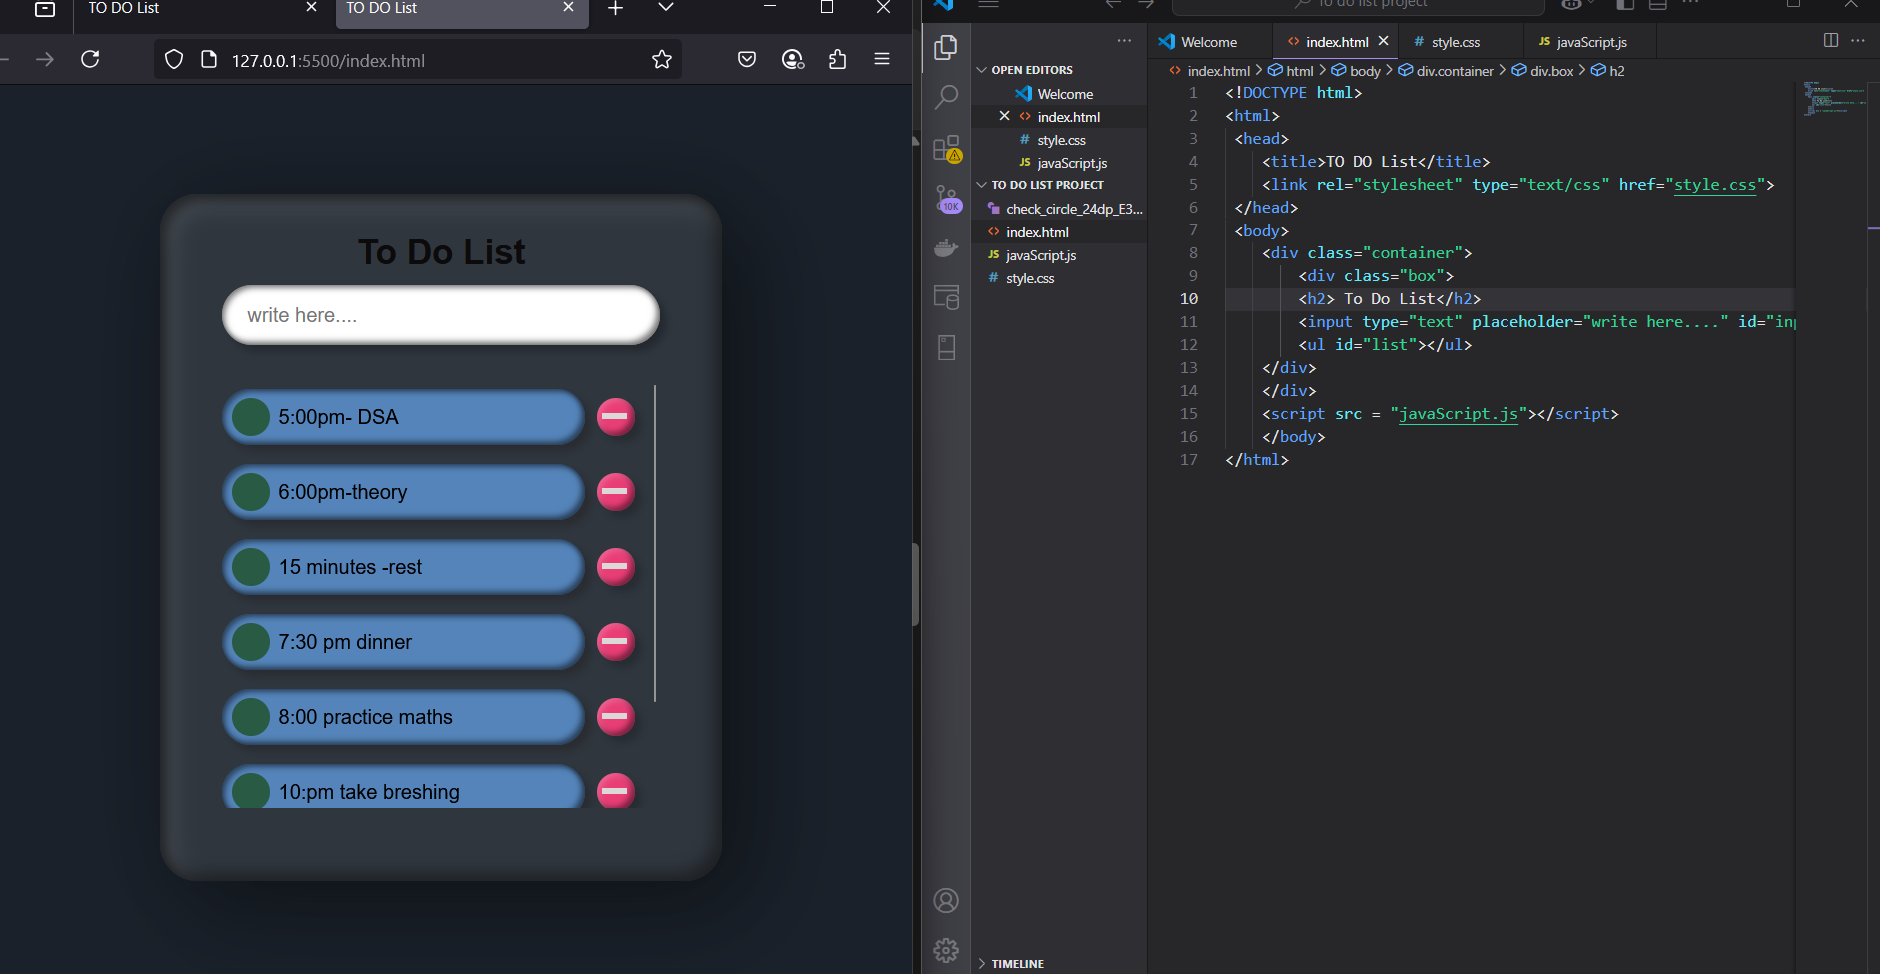 TO DO List
TO DO List
127.0.0.1:5500/index.html
To Do List
write here....
5:00pm- DSA
6:00pm-theory
15 minutes -rest
7:30 pm dinner
8:00 practice maths
10:pm take breshing
To do list project
10K
OPEN EDITORS
Welcome
index.html
# style.css
JS javaScript.js
TO DO LIST PROJECT
check_circle_24dp_E3...
index.html
JS javaScript.js
# style.css
TIMELINE
Welcome
index.html
# style.css
JS javaScript.js
index.html > html > body > div.container > div.box > h2
1 <!DOCTYPE html>
2 <html>
3 <head>
4 <title>TO DO List</title>
5 <link rel="stylesheet" type="text/css" href="style.css">
6 </head>
7 <body>
8 <div class="container">
9 <div class="box">
10 <h2> To Do List</h2>
11 <input type="text" placeholder="write here...." id="inp
12 <ul id="list"></ul>
13 </div>
14 </div>
15 <script src = "javaScript.js"></script>
16 </body>
17 </html>